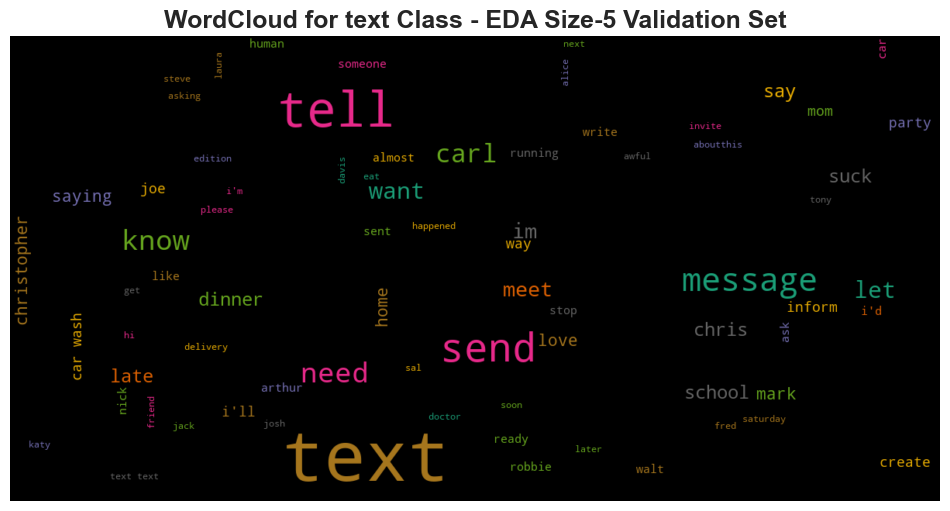 WordCloud for text Class - EDA Size-5 Validation Set
human
next
car
laura
someone
alice
steve
asking
say
tell
mom
party
invite
write
aboutthis
carl
running
awful
almost
edition
davis
eat
suck
joe
i'm
want
saying
tony
please
christopher
know
sent
happened
im
way
like
get
dinner
home
meet
message
let
inform
i'd
stop
chris
ask
hi
car wash
delivery
send
love
late
need
sal
arthur
nick
school
mark
friend
i'll
jack
josh
soon
doctor
fred
saturday
katy
text
ready
later
robbie
walt
create
text text